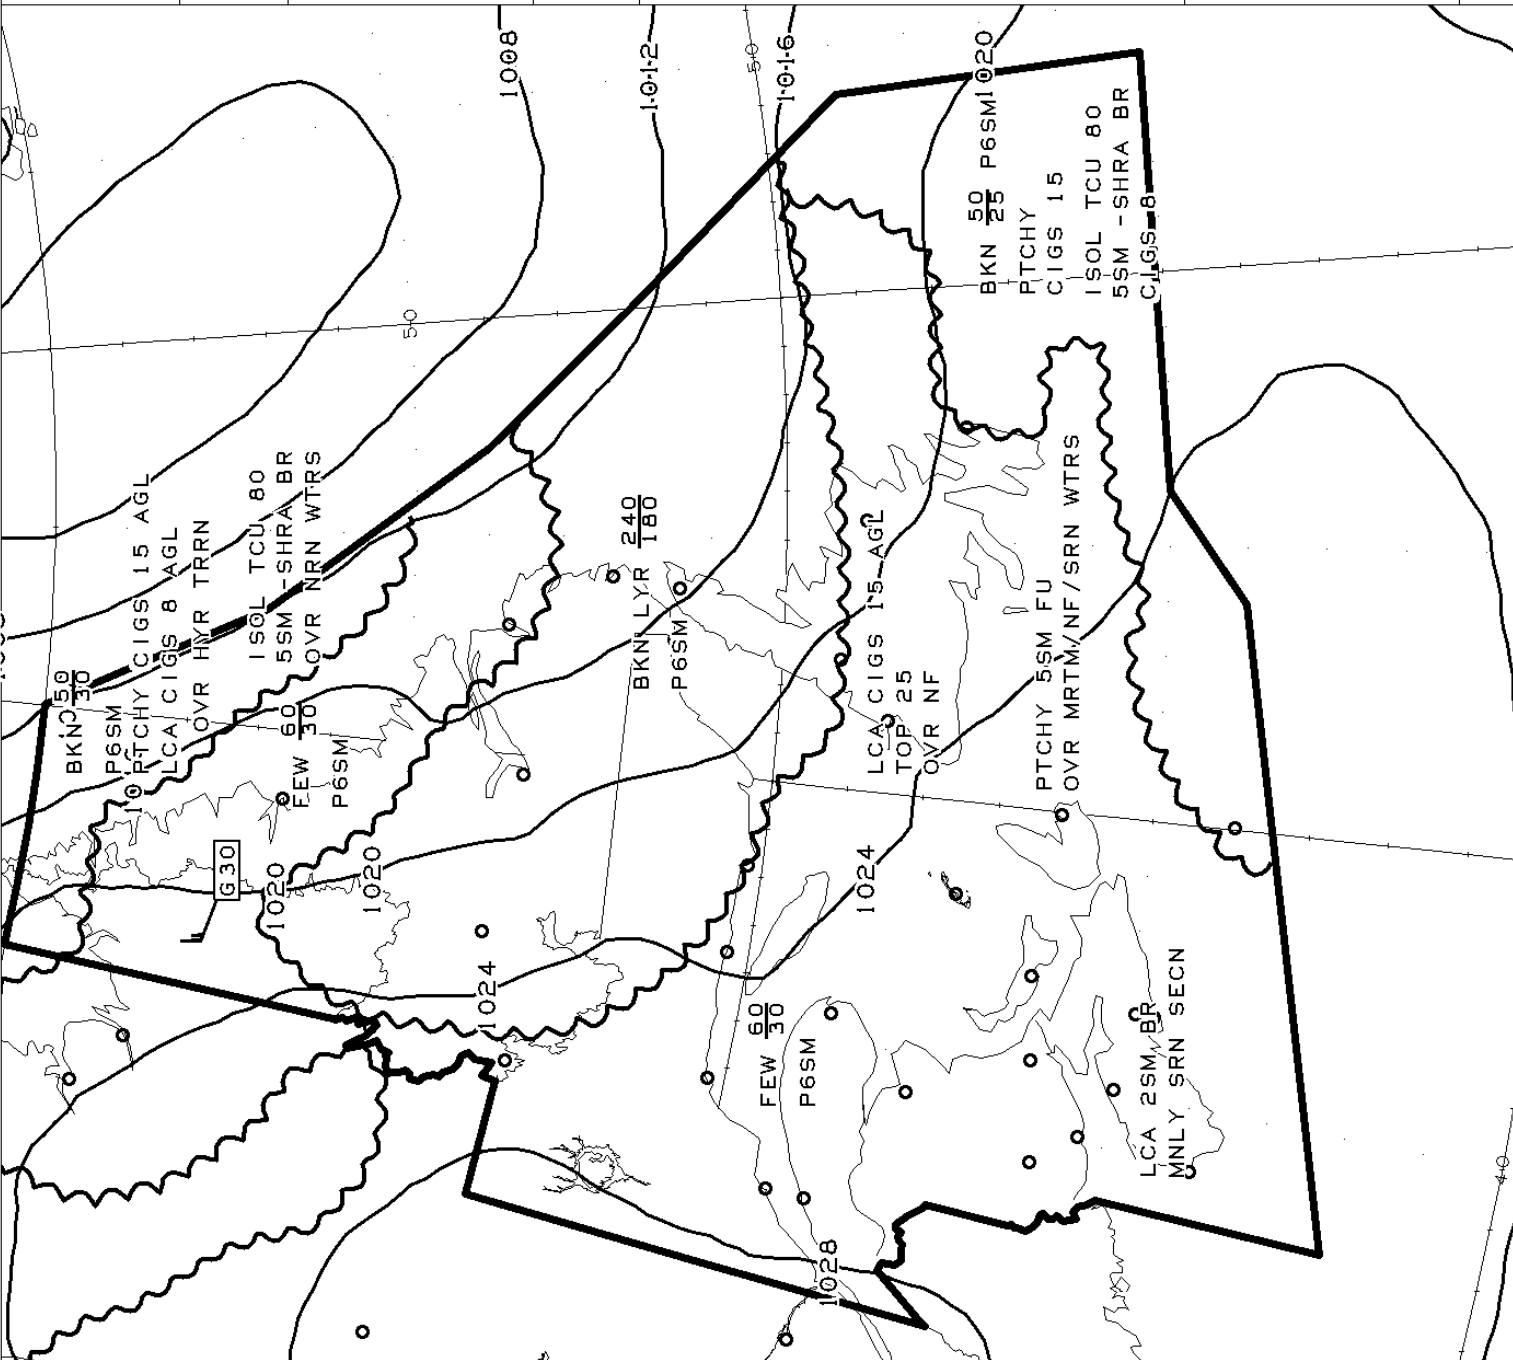 1008
1012
50
1016
1020
BKN 50/25 P6SM
PTCHY
CIGS 15
ISOL TCU 80
5SM -SHRA BR
CIGS 8
50
BKN 50/30
P6SM
PTCHY CIGS 15 AGL
LCA CIGS 8 AGL
OVR HYR TRRN
ISOL TCU 80
5SM -SHRA BR
OVR NRN WTRS
10
FEW 60/30
P6SM
G30
1020
1020
BKN LYR 240/180
P6SM
LCA CIGS 15 AGL
TOP 25
OVR NF
PTCHY 5SM FU
OVR MRTM/NF/SRN WTRS
1024
1024
FEW 60/30
P6SM
LCA 2SM BR
MNLY SRN SECN
1028
40